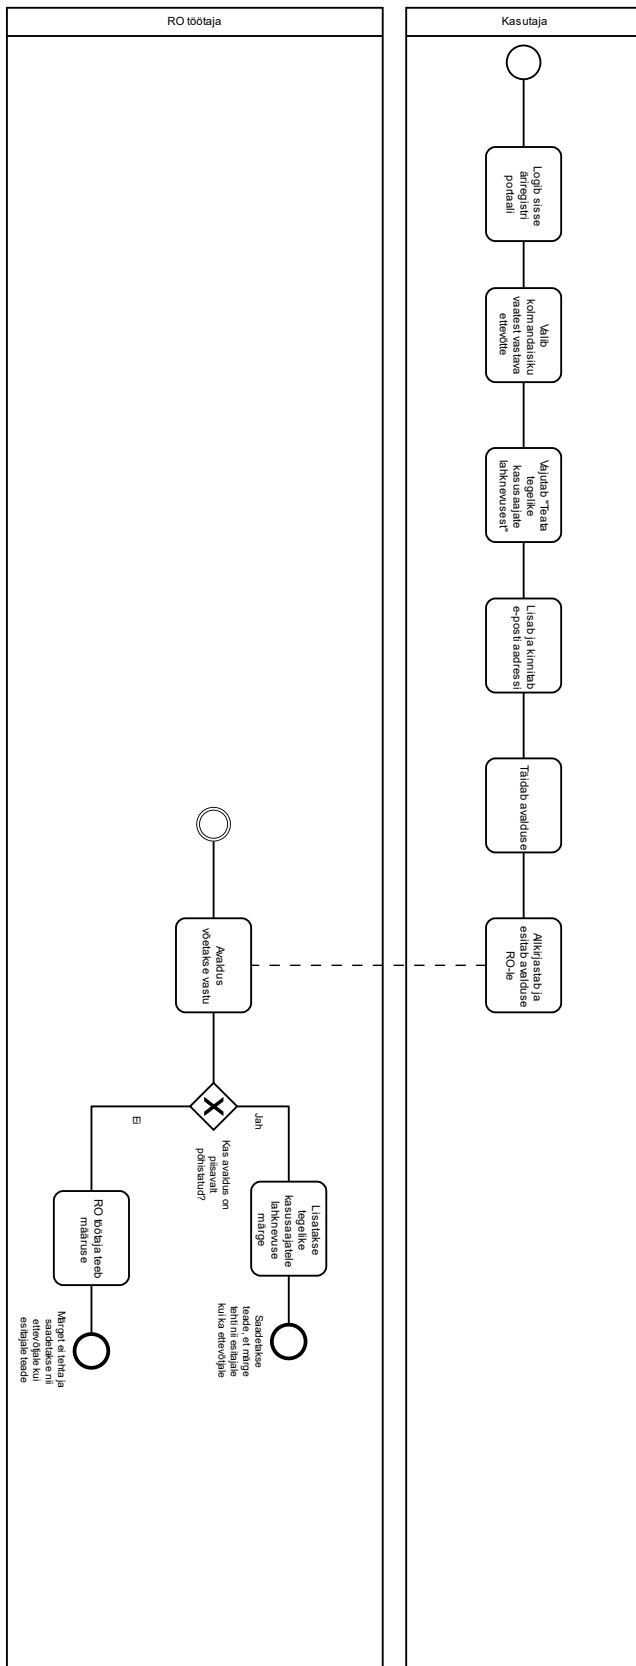 RO töötaja
Kasutaja
Logib sisse
äriregistri
portaali
Valib
kolmandaisiku
vaatest vastava
ettevõtte
Vajutab "Teata
tegelike
kasusaajate
lahknevusest"
Lisab ja kinnitab
e-posti aadressi
Täidab avalduse
Allkirjastab ja
esitab avalduse
RO-le
Avaldus
võetakse vastu
Kas avaldus on
piisavalt
põhistatud?
Jah
Ei
Lisatakse
tegelike
kasusaajatele
lahknevuse
märge
Saadetakse
teade, et märge
tehti nii esitajale
kui ka ettevõtjale
RO töötaja teeb
määruse
Märget ei tehta ja
saadetakse nii
ettevõtjale kui
esitajale teade